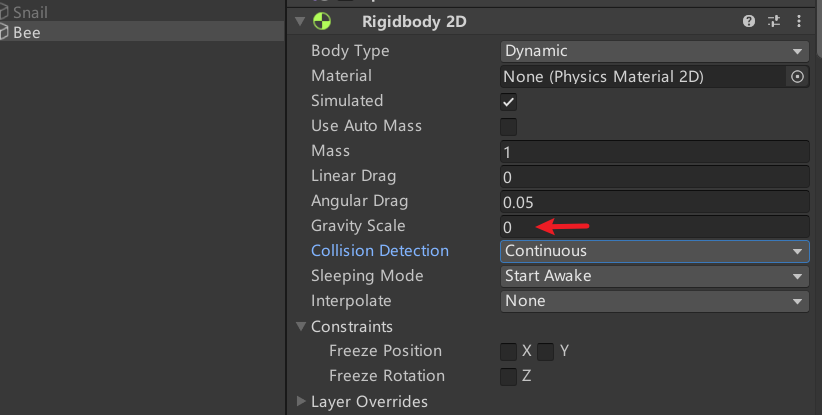 Snail
Bee
Rigidbody 2D
Body Type Dynamic
Material None (Physics Material 2D)
Simulated
Use Auto Mass
Mass 1
Linear Drag 0
Angular Drag 0.05
Gravity Scale 0
Collision Detection Continuous
Sleeping Mode Start Awake
Interpolate None
Constraints
Freeze Position X Y
Freeze Rotation Z
Layer Overrides